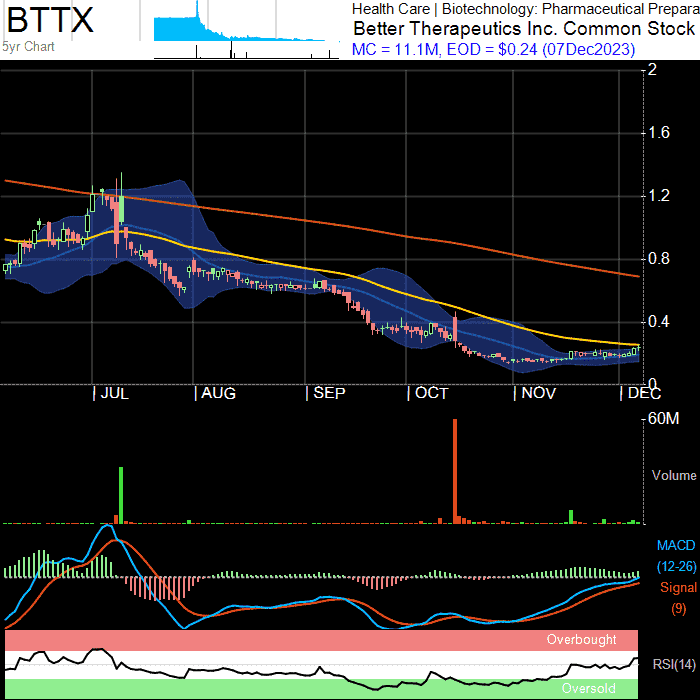 BTTX
5yr Chart
Health Care | Biotechnology: Pharmaceutical Prepara
Better Therapeutics Inc. Common Stock
MC = 11.1M, EOD = $0.24 (07Dec2023)
2
1.6
1.2
0.8
0.4
0
JUL AUG SEP OCT NOV DEC
60M
Volume
MACD
(12-26)
Signal
(9)
Overbought
RSI(14)
Oversold